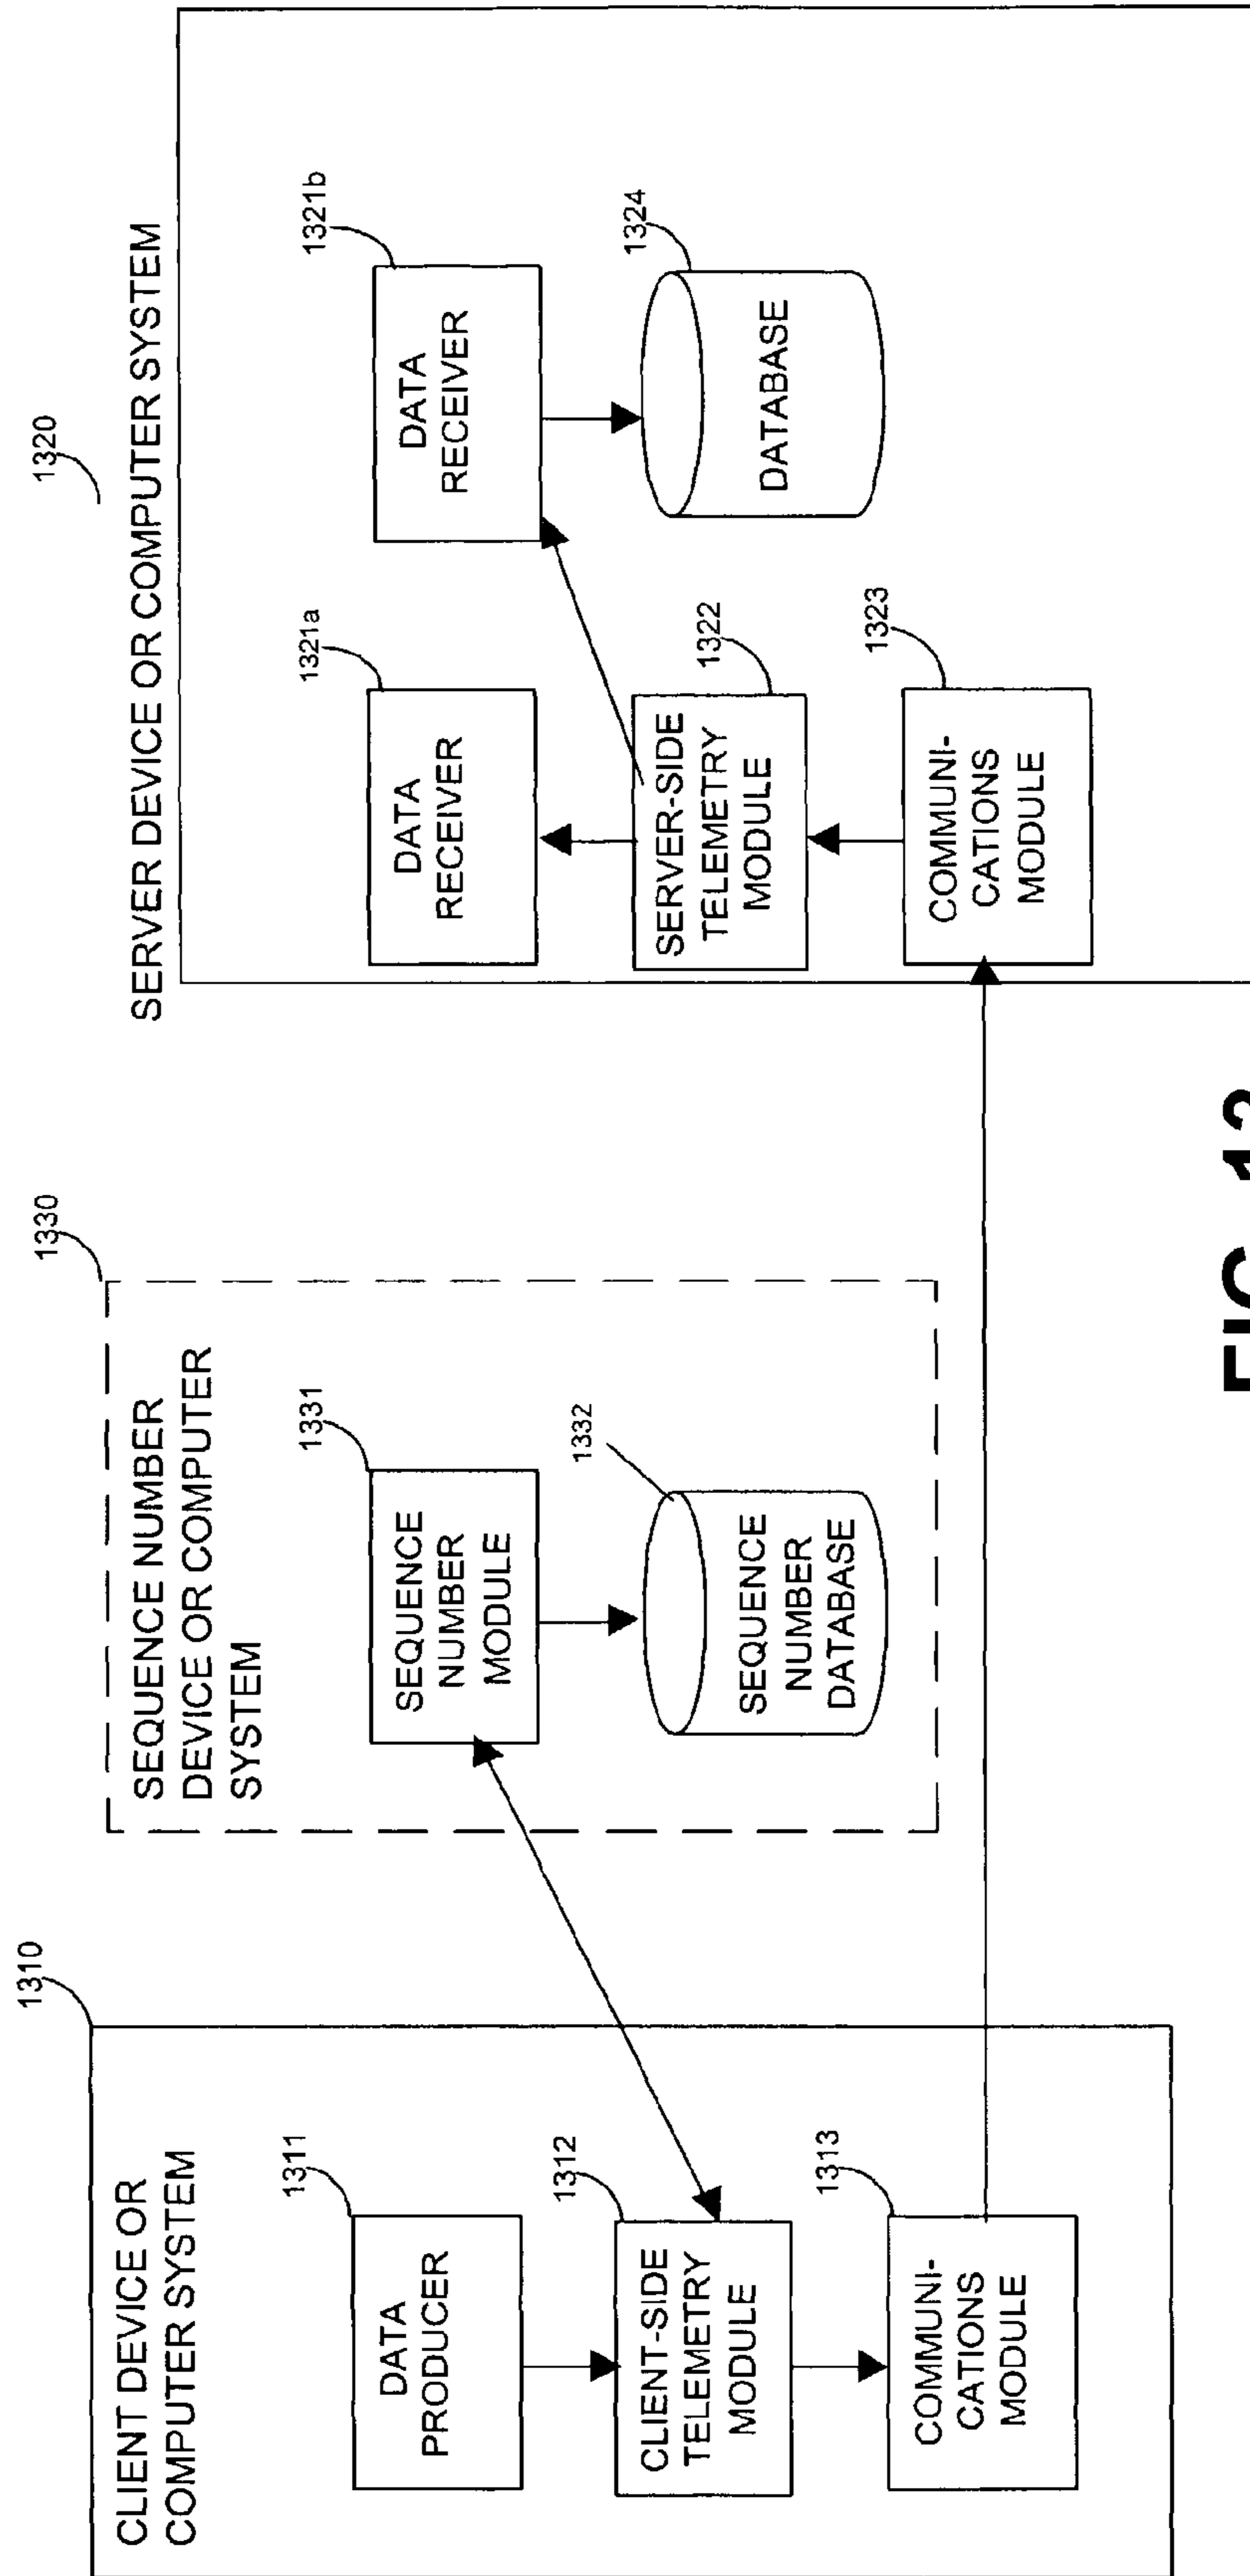 1310
CLIENT DEVICE OR
COMPUTER SYSTEM
1311
DATA
PRODUCER
1312
CLIENT-SIDE
TELEMETRY
MODULE
1313
COMMUNI-
CATIONS
MODULE
1330
SEQUENCE NUMBER
DEVICE OR COMPUTER
SYSTEM
1331
SEQUENCE
NUMBER
MODULE
1332
SEQUENCE
NUMBER
DATABASE
1320
SERVER DEVICE OR COMPUTER SYSTEM
1321a
DATA
RECEIVER
1321b
DATA
RECEIVER
1322
SERVER-SIDE
TELEMETRY
MODULE
1324
DATABASE
1323
COMMUNI-
CATIONS
MODULE
FIG. 13